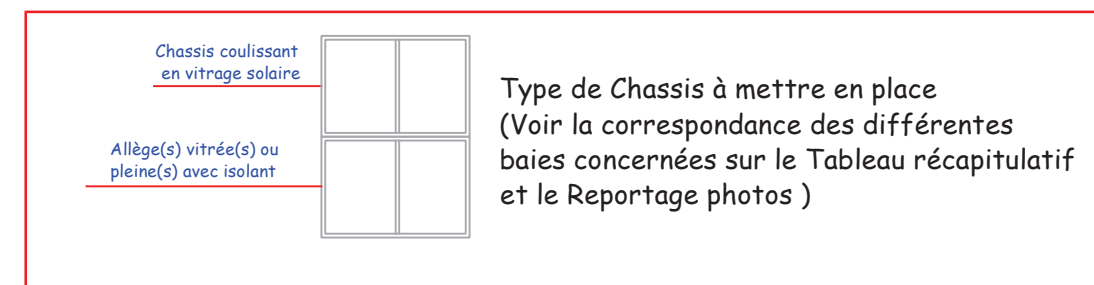 Chassis coulissant
en vitrage solaire
Allège(s) vitrée(s) ou
pleine(s) avec isolant
Type de Chassis à mettre en place
(Voir la correspondance des différentes
baies concernées sur le Tableau récapitulatif
et le Reportage photos )